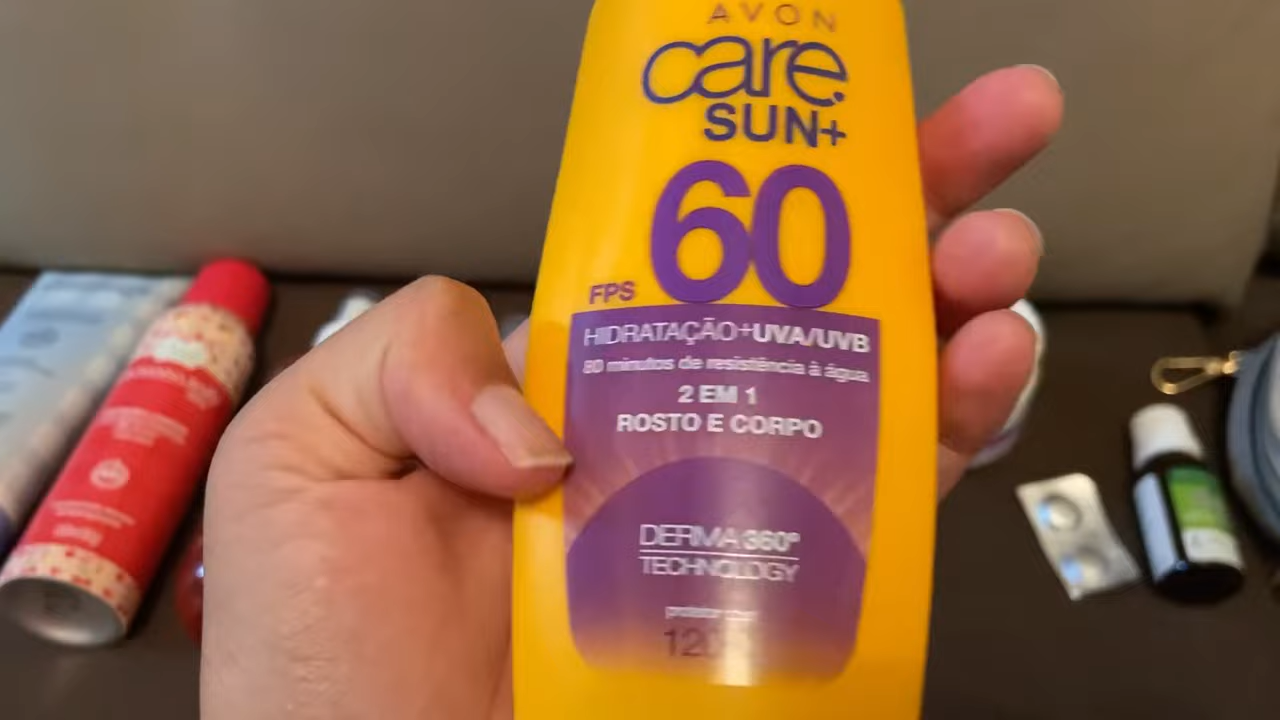 AVON
care.
SUN+
60
FPS
HIDRATAÇÃO+UVA/UVB
80 minutos de resistência à água
2 EM 1
ROSTO E CORPO
DERMA 360°
TECHNOLOGY